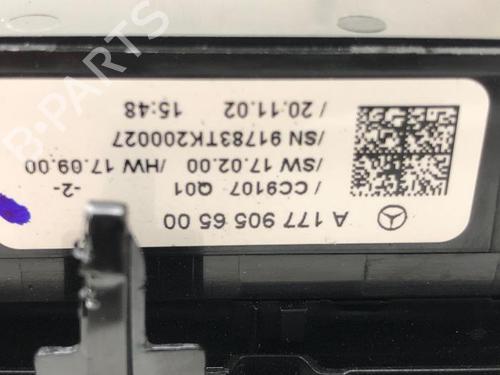 A 177 905 65 00
/ CC9107 Q01 -2-
/SW 17.02.00 /HW 17.09.00
/SN 91783TK200027
/ 20.11.02 15:48
B-PARTS